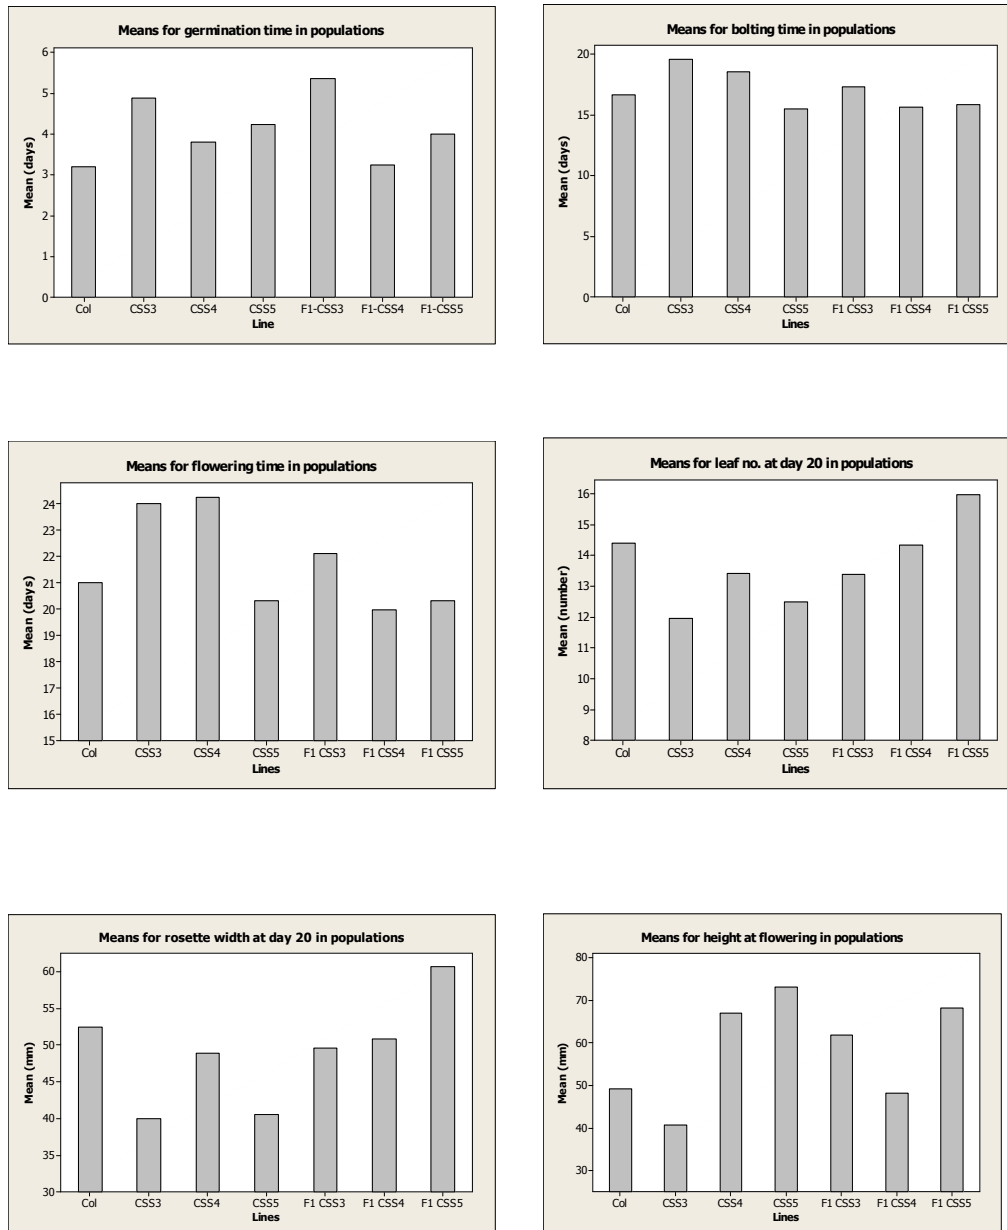 Means for germination time in populations
6
5
4
3
2
1
0
Mean (days)
Col CSS3 CSS4 CSS5 F1-CSS3 F1-CSS4 F1-CSS5
Line
Means for bolting time in populations
20
15
10
5
0
Mean (days)
Col CSS3 CSS4 CSS5 F1 CSS3 F1 CSS4 F1 CSS5
Lines
Means for flowering time in populations
24
23
22
21
20
19
18
17
16
15
Mean (days)
Col CSS3 CSS4 CSS5 F1 CSS3 F1 CSS4 F1 CSS5
Lines
Means for leaf no. at day 20 in populations
16
15
14
13
12
11
10
9
8
Mean (number)
Col CSS3 CSS4 CSS5 F1 CSS3 F1 CSS4 F1 CSS5
Lines
Means for rosette width at day 20 in populations
60
55
50
45
40
35
30
Mean (mm)
Col CSS3 CSS4 CSS5 F1 CSS3 F1 CSS4 F1 CSS5
Lines
Means for height at flowering in populations
80
70
60
50
40
30
Mean (mm)
Col CSS3 CSS4 CSS5 F1 CSS3 F1 CSS4 F1 CSS5
Lines